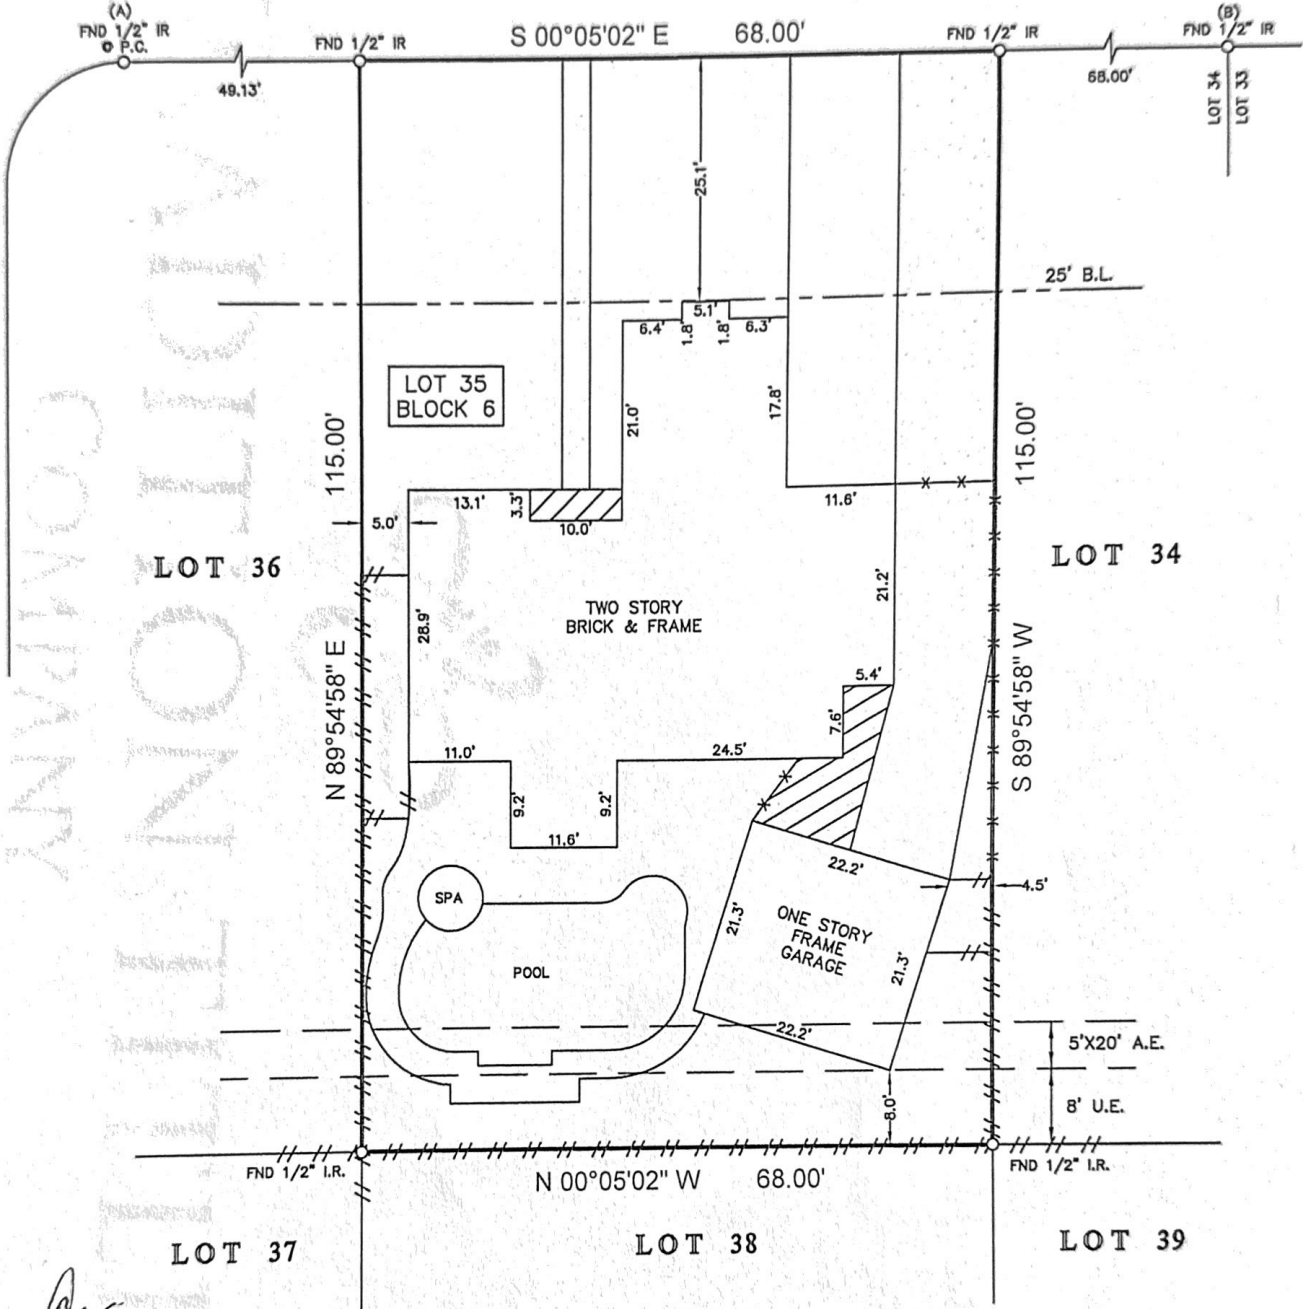 (A)
FND 1/2" IR
P.C.
49.13'
FND 1/2" IR
S 00°05'02" E 68.00'
FND 1/2" IR
68.00'
(B)
FND 1/2" IR
LOT 34
LOT 33
25.1'
25' B.L.
5.1'
6.4'
1.8'
1.8'
6.3'
LOT 35
BLOCK 6
21.0'
17.8'
115.00'
115.00'
13.1'
3.3'
10.0'
11.6'
5.0'
LOT 36
LOT 34
28.9'
TWO STORY
BRICK & FRAME
21.2'
N 89°54'58" E
S 89°54'58" W
5.4'
7.6'
11.0'
24.5'
9.2'
9.2'
11.6'
22.2'
4.5'
SPA
POOL
21.3'
ONE STORY
FRAME
GARAGE
21.3'
22.2'
5'X20' A.E.
8' U.E.
8.0'
FND 1/2" I.R.
N 00°05'02" W 68.00'
FND 1/2" I.R.
LOT 37
LOT 38
LOT 39
COMPANY